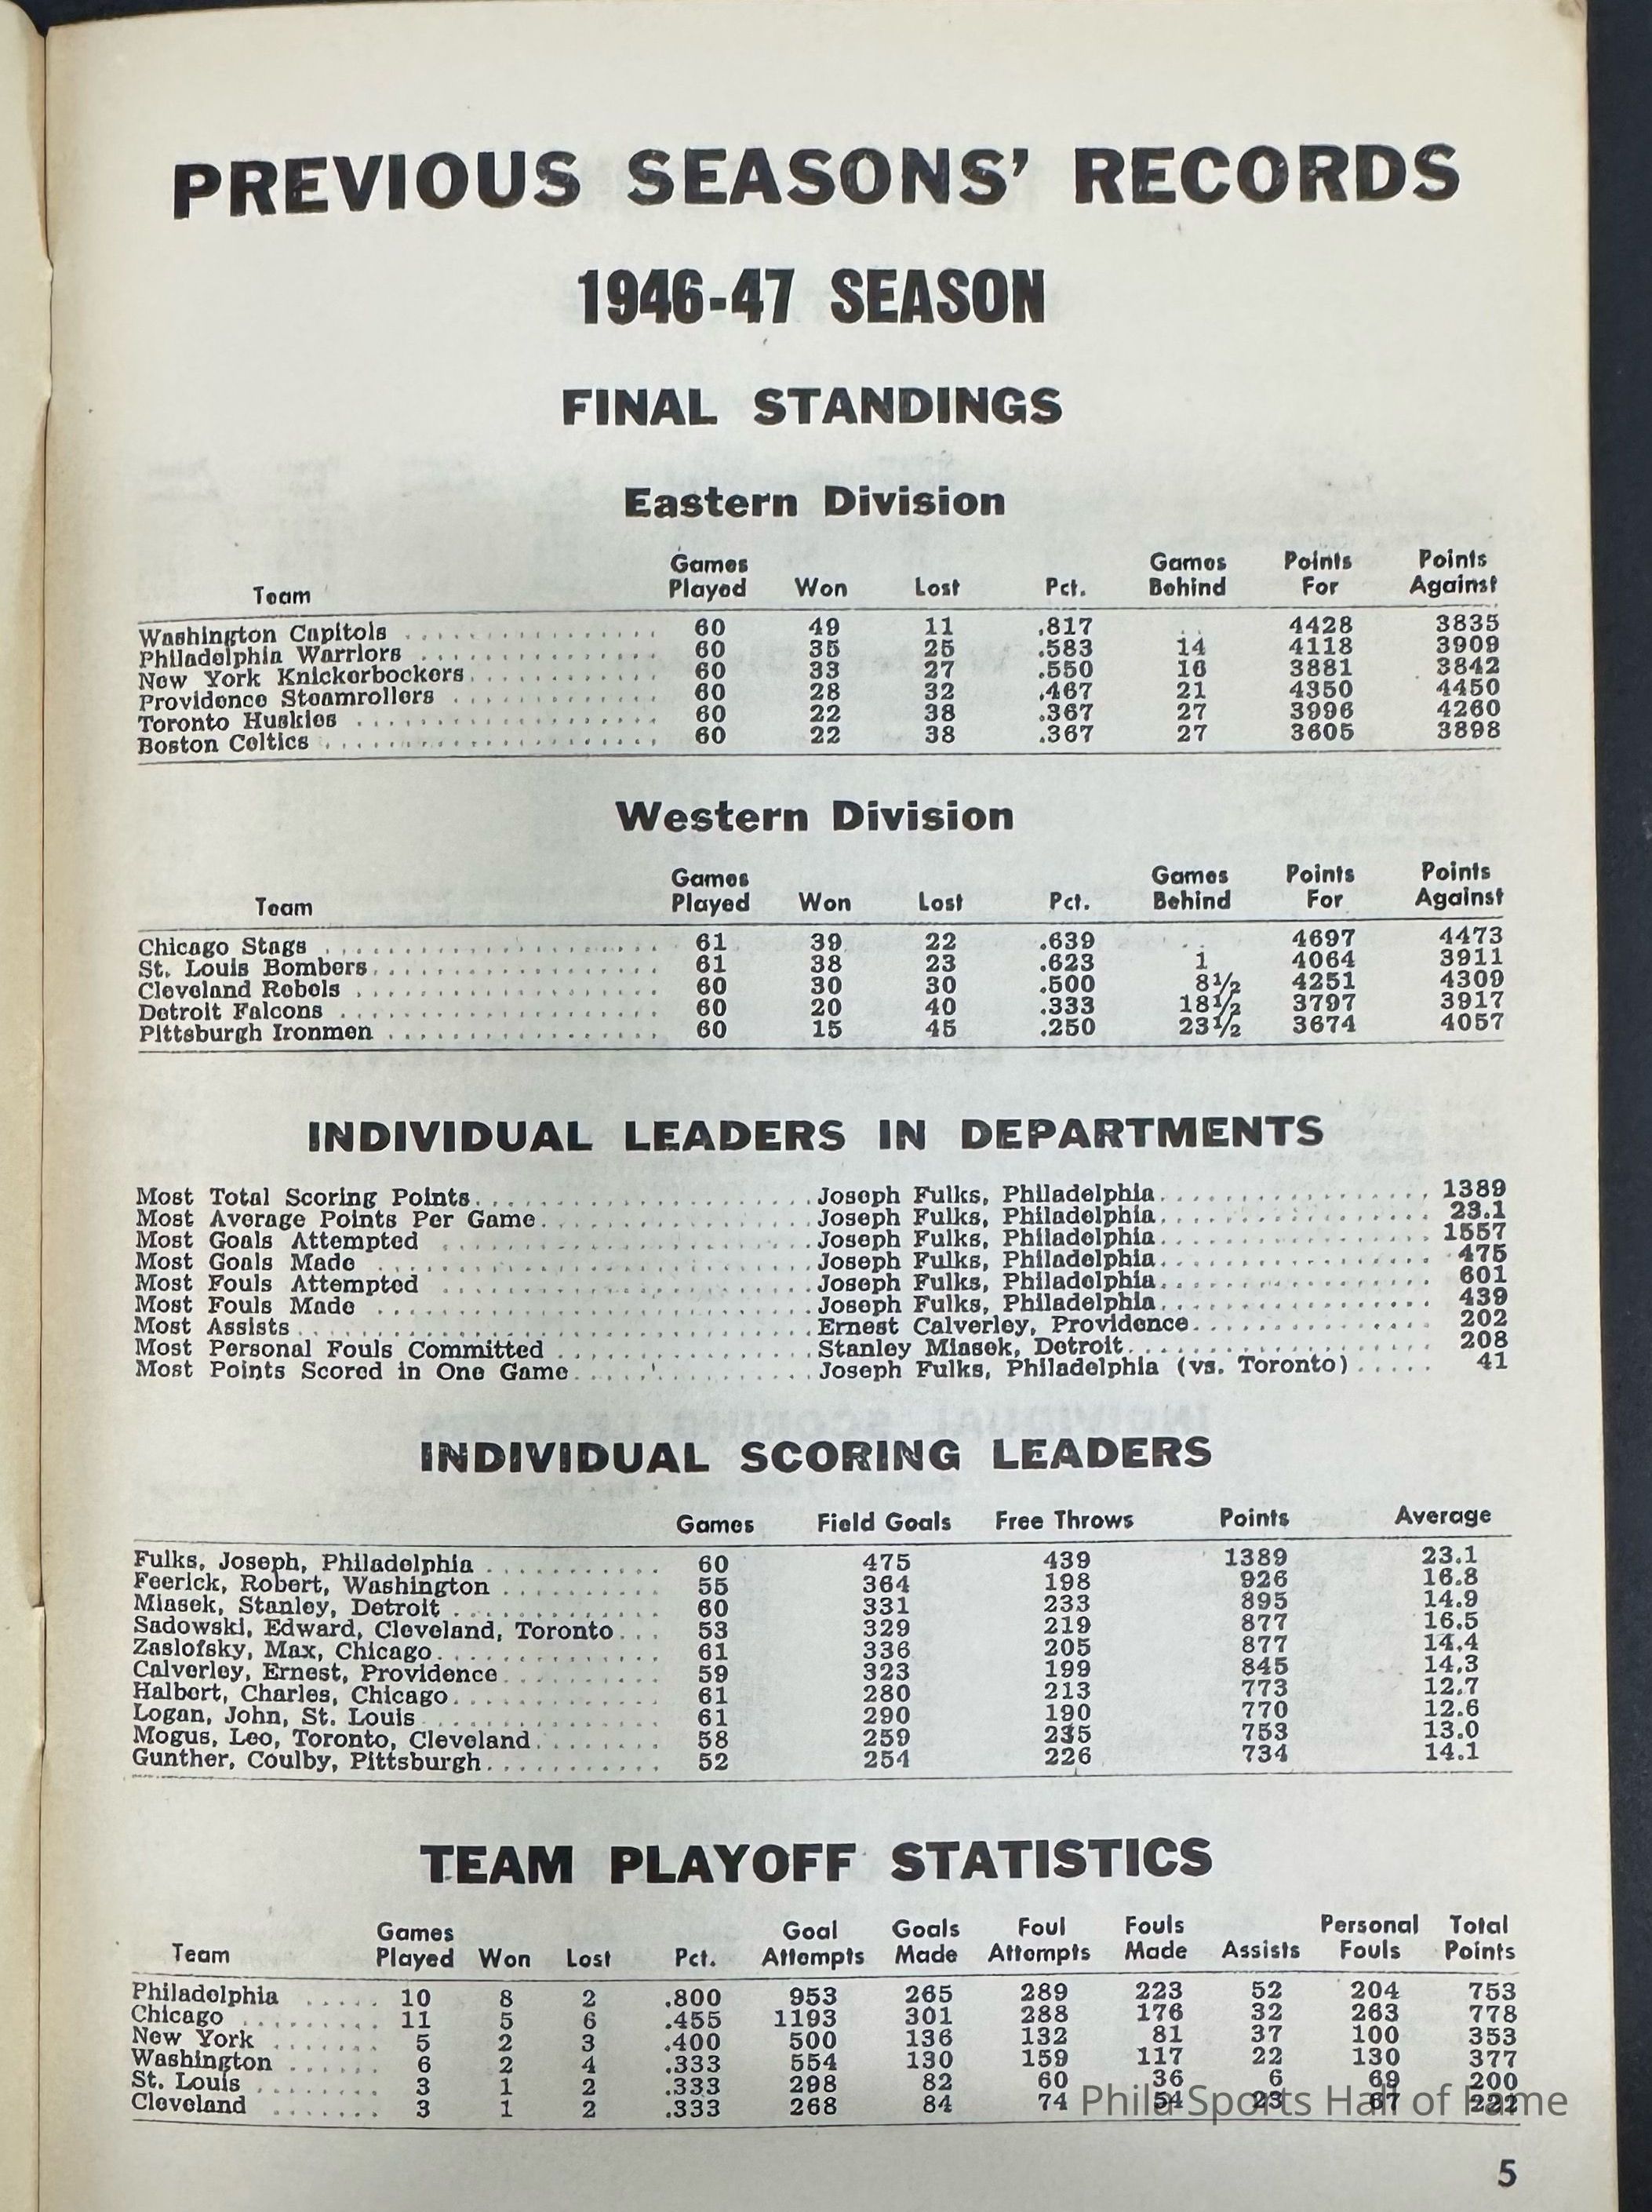 PREVIOUS SEASONS' RECORDS
1946-47 SEASON
FINAL STANDINGS
Eastern Division
Team Games Played Won Lost Pct. Games Behind Points For Points Against
Washington Capitols 60 49 11 .817 .. 4428 3835
Philadelphia Warriors 60 35 25 .583 14 4118 3909
New York Knickerbockers 60 33 27 .550 16 3881 3842
Providence Steamrollers 60 28 32 .467 21 4350 4450
Toronto Huskies 60 22 38 .367 27 3996 4260
Boston Celtics 60 22 38 .367 27 3605 3898
Western Division
Team Games Played Won Lost Pct. Games Behind Points For Points Against
Chicago Stags 61 39 22 .639 .. 4697 4473
St. Louis Bombers 61 38 23 .623 1 4064 3911
Cleveland Rebels 60 30 30 .500 8½ 4251 4309
Detroit Falcons 60 20 40 .333 18½ 3797 3917
Pittsburgh Ironmen 60 15 45 .250 23½ 3674 4057
INDIVIDUAL LEADERS IN DEPARTMENTS
Most Total Scoring Points Joseph Fulks, Philadelphia 1389
Most Average Points Per Game Joseph Fulks, Philadelphia 23.1
Most Goals Attempted Joseph Fulks, Philadelphia 1557
Most Goals Made Joseph Fulks, Philadelphia 475
Most Fouls Attempted Joseph Fulks, Philadelphia 601
Most Fouls Made Joseph Fulks, Philadelphia 439
Most Assists Ernest Calverley, Providence 202
Most Personal Fouls Committed Stanley Miasek, Detroit 208
Most Points Scored in One Game Joseph Fulks, Philadelphia (vs. Toronto) 41
INDIVIDUAL SCORING LEADERS
Games Field Goals Free Throws Points Average
Fulks, Joseph, Philadelphia 60 475 439 1389 23.1
Feerick, Robert, Washington 55 364 198 926 16.8
Miasek, Stanley, Detroit 60 331 233 895 14.9
Sadowski, Edward, Cleveland, Toronto 53 329 219 877 16.5
Zaslofsky, Max, Chicago 61 336 205 877 14.4
Calverley, Ernest, Providence 59 323 199 845 14.3
Halbert, Charles, Chicago 61 280 213 773 12.7
Logan, John, St. Louis 61 290 190 770 12.6
Mogus, Leo, Toronto, Cleveland 58 259 235 753 13.0
Gunther, Coulby, Pittsburgh 52 254 226 734 14.1
TEAM PLAYOFF STATISTICS
Team Games Played Won Lost Pct. Goal Attempts Goals Made Foul Attempts Fouls Made Assists Personal Fouls Total Points
Philadelphia 10 8 2 .800 953 265 289 223 52 204 753
Chicago 11 5 6 .455 1193 301 288 176 32 263 778
New York 5 2 3 .400 500 136 132 81 37 100 353
Washington 6 2 4 .333 554 130 159 117 22 130 377
St. Louis 3 1 2 .333 298 82 60 36 6 69 200
Cleveland 3 1 2 .333 268 84 74 54 23 67 222
Phila Sports Hall of Fame
5